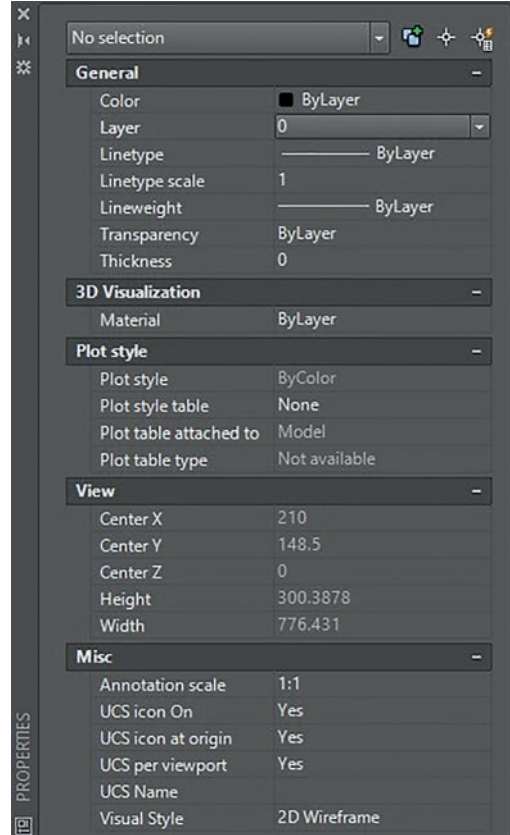 No selection
General
Color ByLayer
Layer 0
Linetype ByLayer
Linetype scale 1
Lineweight ByLayer
Transparency ByLayer
Thickness 0
3D Visualization
Material ByLayer
Plot style
Plot style ByColor
Plot style table None
Plot table attached to Model
Plot table type Not available
View
Center X 210
Center Y 148.5
Center Z 0
Height 300.3878
Width 776.431
Misc
Annotation scale 1:1
UCS icon On Yes
UCS icon at origin Yes
UCS per viewport Yes
UCS Name
Visual Style 2D Wireframe
PROPERTIES